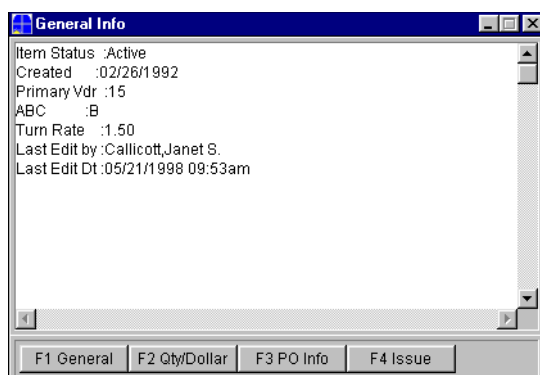 General Info
Item Status :Active
Created :02/26/1992
Primary Vdr :15
ABC :B
Turn Rate :1.50
Last Edit by :Callicott,Janet S.
Last Edit Dt :05/21/1998 09:53am
F1 General F2 Qty/Dollar F3 PO Info F4 Issue